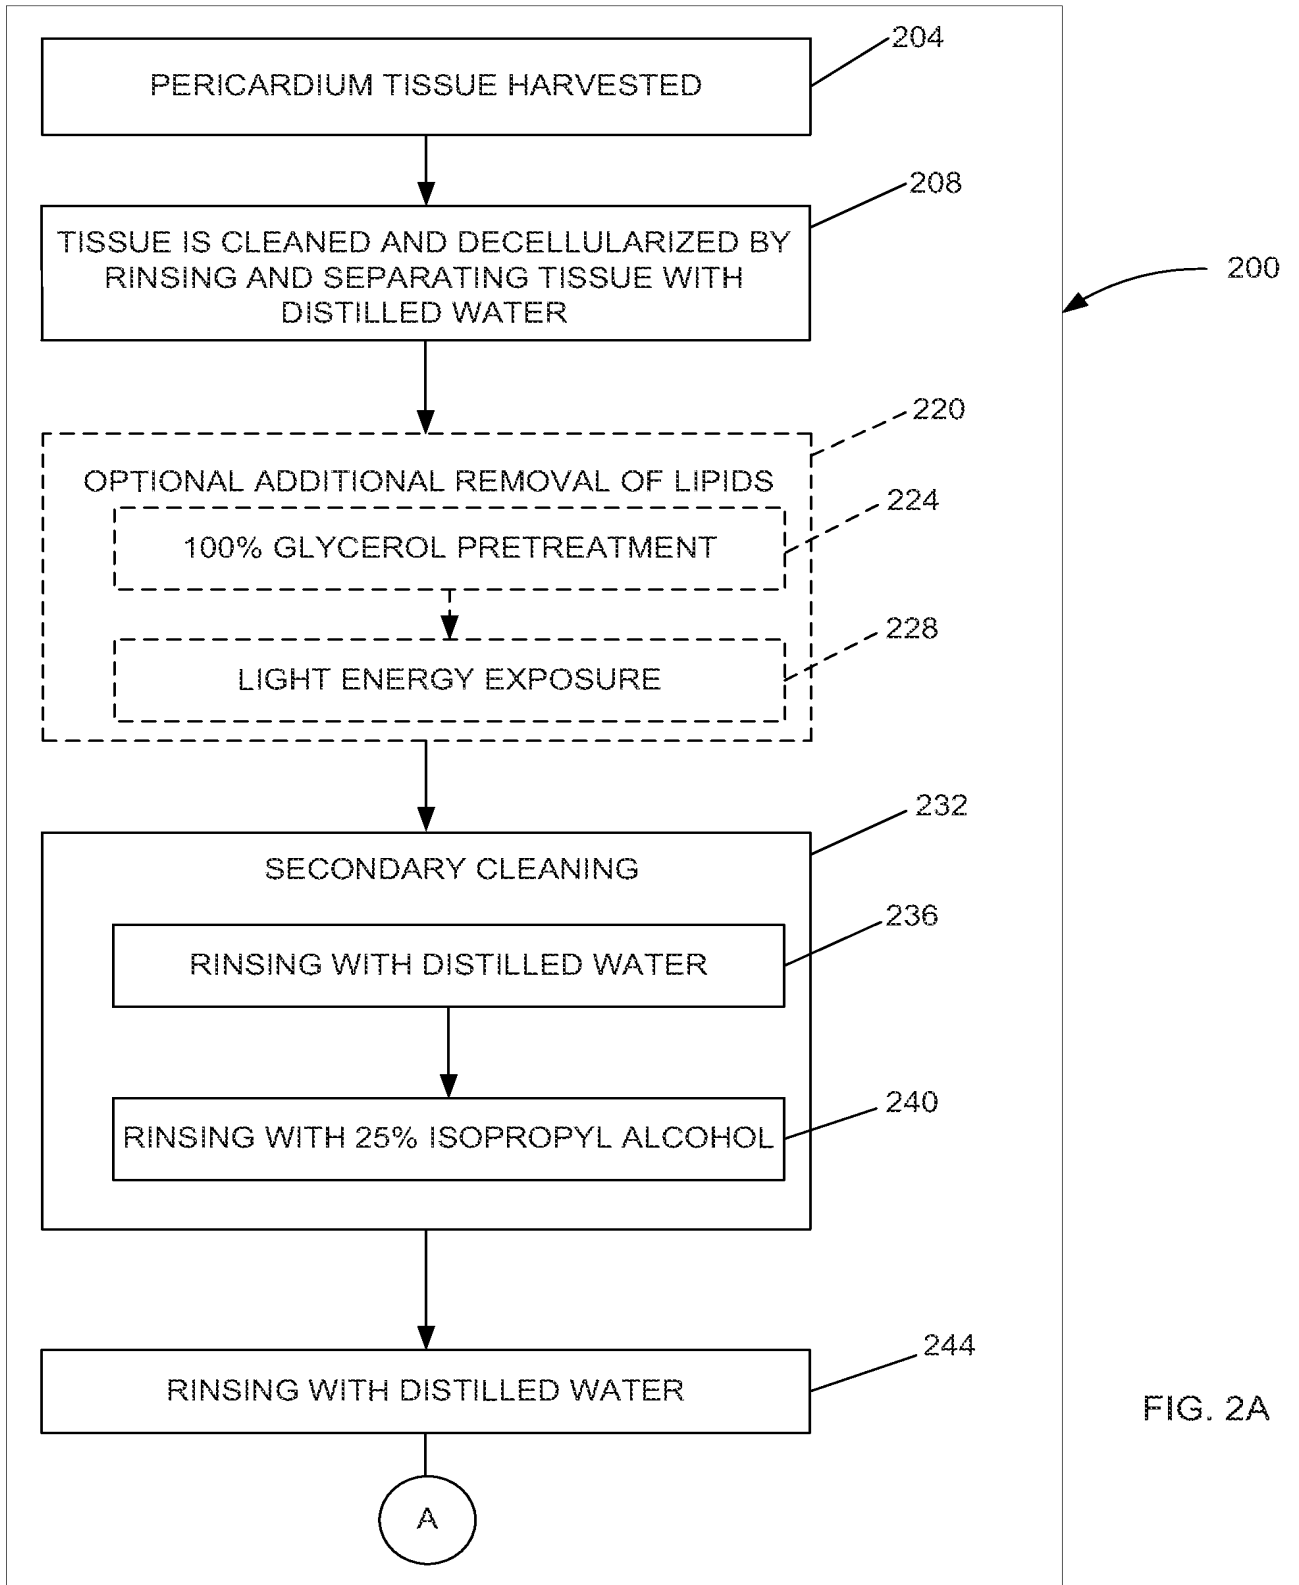 204
PERICARDIUM TISSUE HARVESTED
208
TISSUE IS CLEANED AND DECELLULARIZED BY
RINSING AND SEPARATING TISSUE WITH
DISTILLED WATER
200
220
OPTIONAL ADDITIONAL REMOVAL OF LIPIDS
224
100% GLYCEROL PRETREATMENT
228
LIGHT ENERGY EXPOSURE
232
SECONDARY CLEANING
236
RINSING WITH DISTILLED WATER
240
RINSING WITH 25% ISOPROPYL ALCOHOL
244
RINSING WITH DISTILLED WATER
FIG. 2A
A